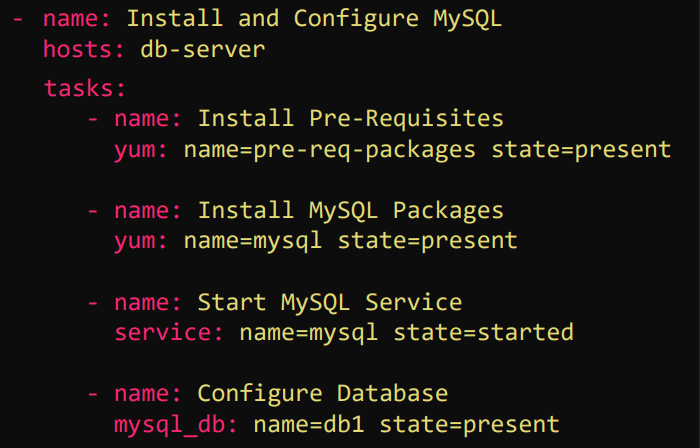 - name: Install and Configure MySQL
hosts: db-server
tasks:
- name: Install Pre-Requisites
yum: name=pre-req-packages state=present
- name: Install MySQL Packages
yum: name=mysql state=present
- name: Start MySQL Service
service: name=mysql state=started
- name: Configure Database
mysql_db: name=db1 state=present